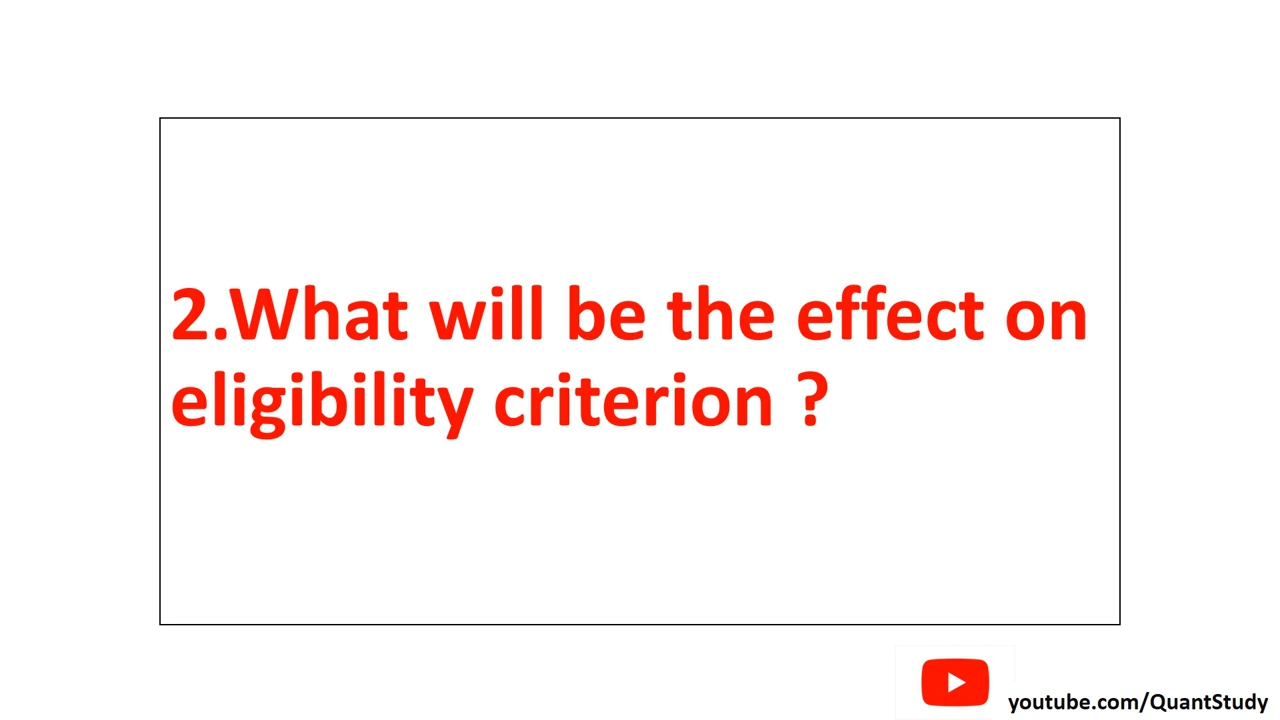 2.What will be the effect on
eligibility criterion ?
youtube.com/QuantStudy